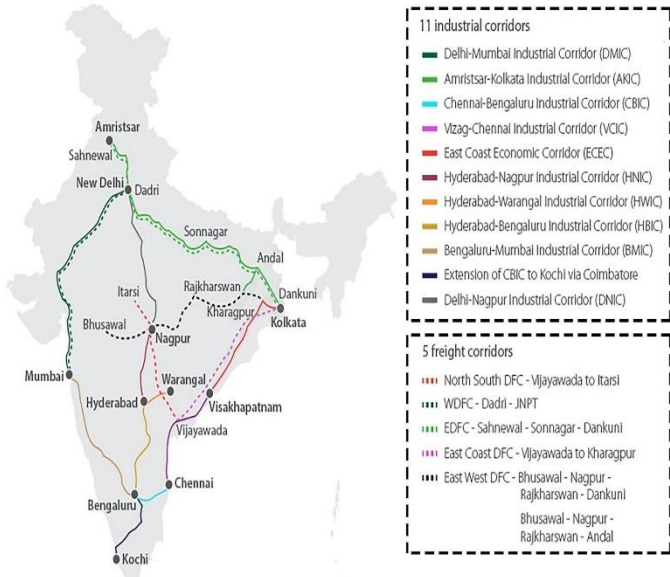 Amristsar
Sahnewal
New Delhi
Dadri
Sonnagar
Andal
Itarsi
Rajkharswan
Dankuni
Kharagpur
Bhusawal
Kolkata
Nagpur
Mumbai
Warangal
Hyderabad
Visakhapatnam
Vijayawada
Chennai
Bengaluru
Kochi
11 industrial corridors
Delhi-Mumbai Industrial Corridor (DMIC)
Amristsar-Kolkata Industrial Corridor (AKIC)
Chennai-Bengaluru Industrial Corridor (CBIC)
Vizag-Chennai Industrial Corridor (VCIC)
East Coast Economic Corridor (ECEC)
Hyderabad-Nagpur Industrial Corridor (HNIC)
Hyderabad-Warangal Industrial Corridor (HWIC)
Hyderabad-Bengaluru Industrial Corridor (HBIC)
Bengaluru-Mumbai Industrial Corridor (BMIC)
Extension of CBIC to Kochi via Coimbatore
Delhi-Nagpur Industrial Corridor (DNIC)
5 freight corridors
North South DFC - Vijayawada to Itarsi
WDFC - Dadri - JNPT
EDFC - Sahnewal - Sonnagar - Dankuni
East Coast DFC - Vijayawada to Kharagpur
East West DFC - Bhusawal - Nagpur -
Rajkharswan - Dankuni
Bhusawal - Nagpur -
Rajkharswan - Andal